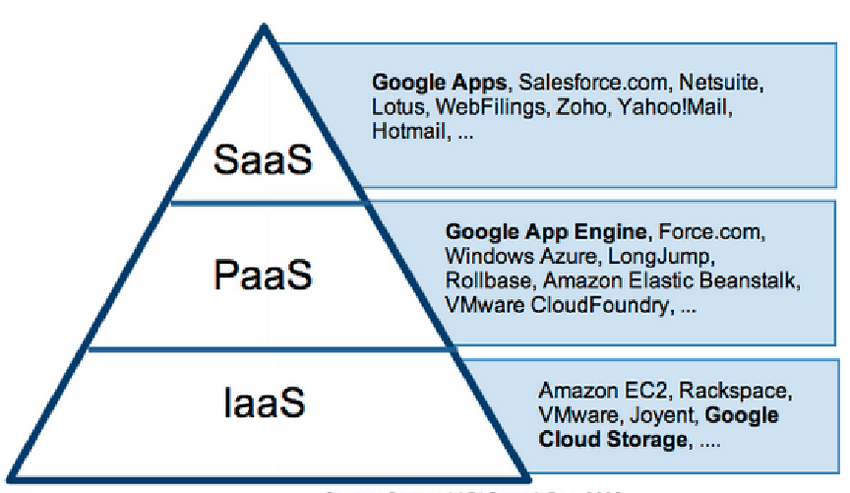 SaaS
Google Apps, Salesforce.com, Netsuite,
Lotus, WebFilings, Zoho, Yahoo!Mail,
Hotmail, ...
PaaS
Google App Engine, Force.com,
Windows Azure, LongJump,
Rollbase, Amazon Elastic Beanstalk,
VMware CloudFoundry, ...
IaaS
Amazon EC2, Rackspace,
VMware, Joyent, Google
Cloud Storage, ....